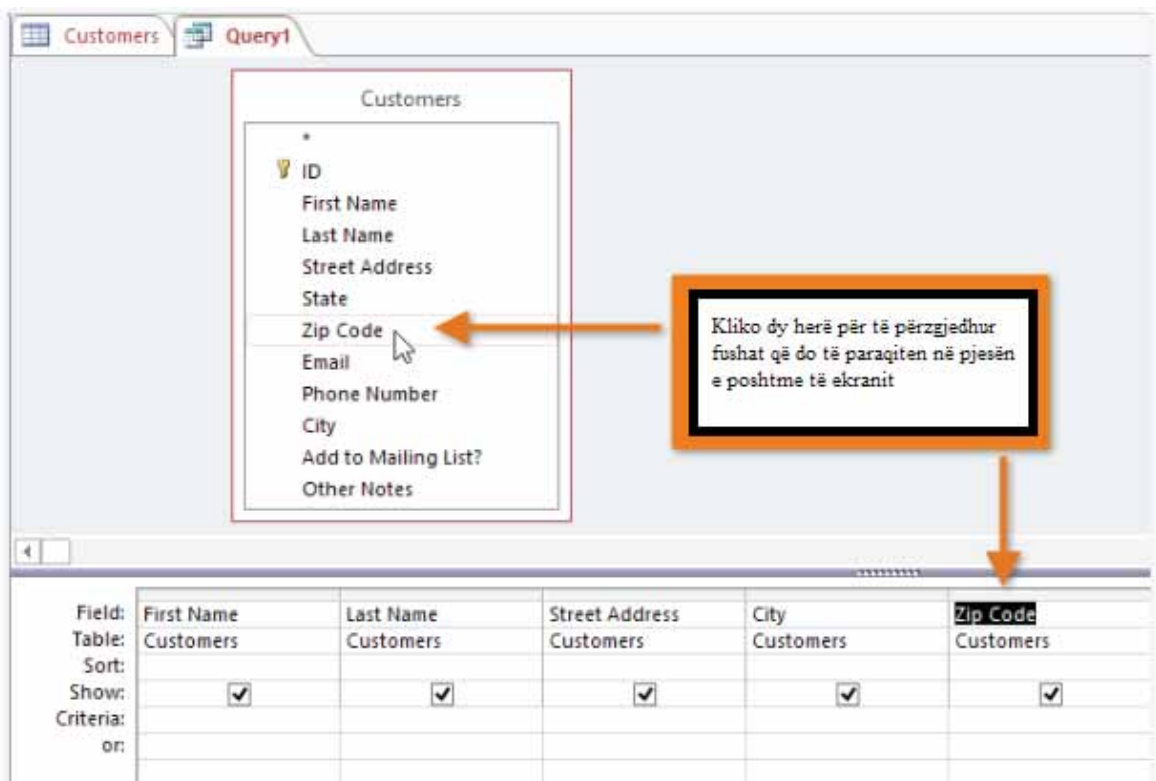 Customers Query1
Customers
*
ID
First Name
Last Name
Street Address
State
Zip Code
Email
Phone Number
City
Add to Mailing List?
Other Notes
Kliko dy herë për të përzgjedhur
fushat që do të paraqiten në pjesën
e poshtme të ekranit
Field: First Name Last Name Street Address City Zip Code
Table: Customers Customers Customers Customers Customers
Sort:
Show:
Criteria:
or: